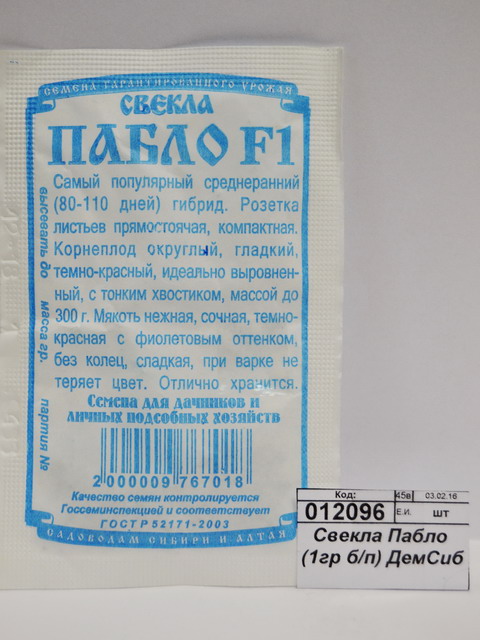 СЕМЕНА ГАРАНТИРОВАННОГО УРОЖАЯ
СВЕКЛА
ПАБЛО F1
Самый популярный среднеранний
(80-110 дней) гибрид. Розетка
листьев прямостоячая, компактная.
Корнеплод округлый, гладкий,
темно-красный, идеально выровнен-
ный, с тонким хвостиком, массой до
300 г. Мякоть нежная, сочная, темно-
красная с фиолетовым оттенком,
без колец, сладкая, при варке не
теряет цвет. Отлично хранится.
Семена для дачников и
личных подсобных хозяйств
2 000009 767018
Качество семян контролируется
Госсеминспекцией и соответствует
ГОСТ Р 52171-2003
САДОВОДАМ СИБИРИ И АЛТАЯ
высевать до
масса гр.
партия №
Код: 45в 03.02.16
012096 Е.И. шт
Свекла Пабло
(1гр б/п) ДемСиб